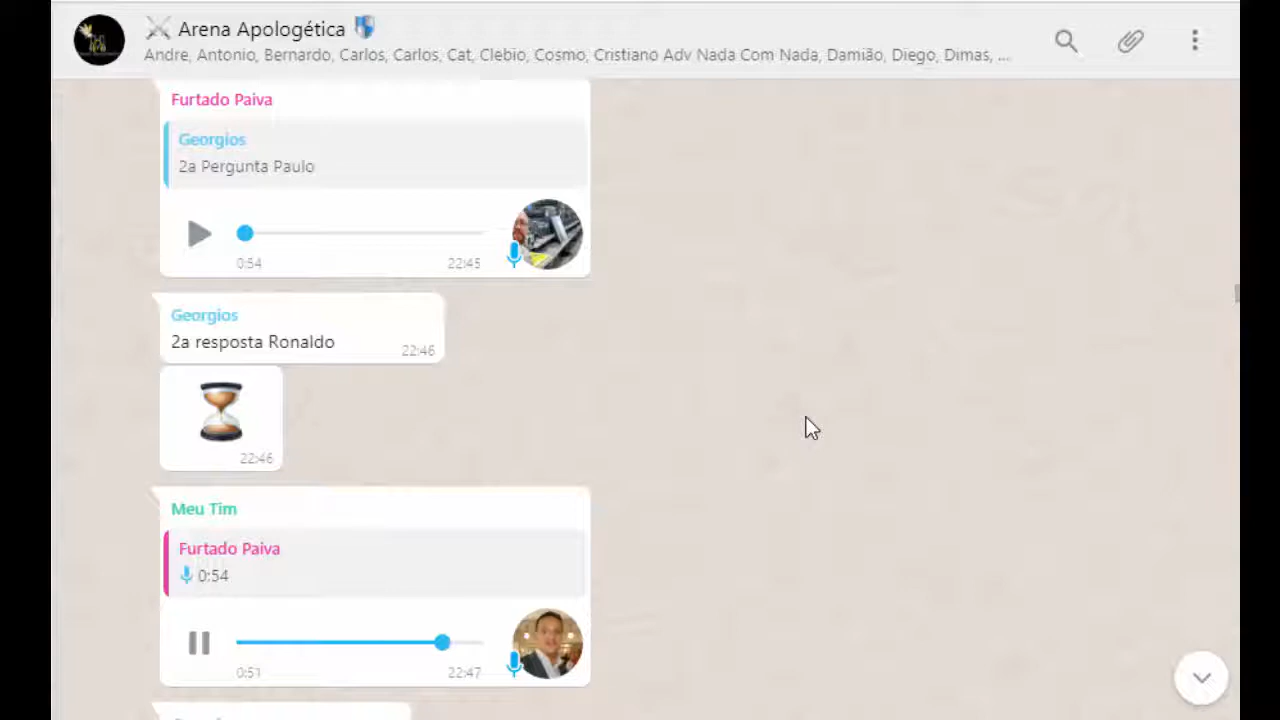 ⚔ Arena Apologética 🛡
Andre, Antonio, Bernardo, Carlos, Carlos, Cat, Clebio, Cosmo, Cristiano Adv Nada Com Nada, Damião, Diego, Dimas, ...
Furtado Paiva
Georgios
2a Pergunta Paulo
0:54 22:45
Georgios
2a resposta Ronaldo 22:46
22:46
Meu Tim
Furtado Paiva
0:54
0:51 22:47